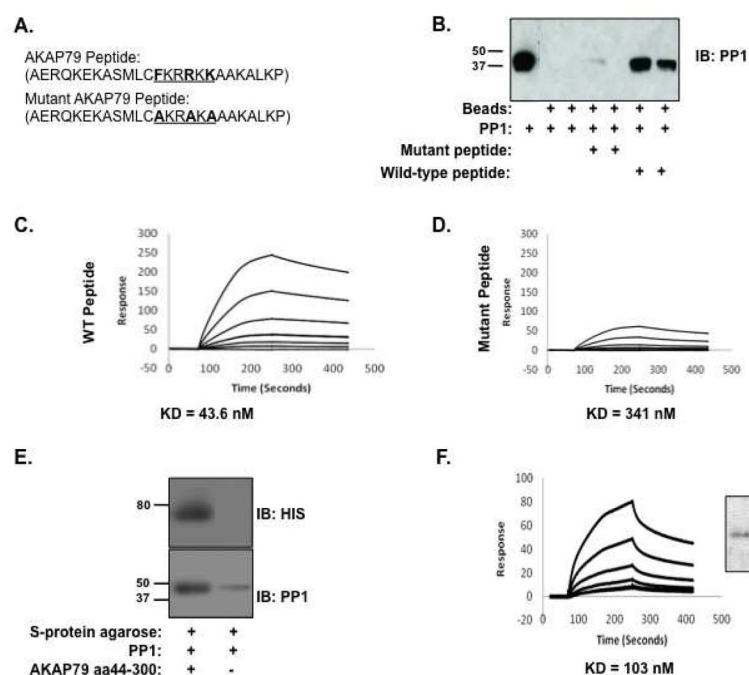 A.
AKAP79 Peptide:
(AERQKEKASMLCFKRRKKAAKALKP)
Mutant AKAP79 Peptide:
(AERQKEKASMLCAKRAKAAAKALKP)
B.
50
37
IB: PP1
Beads: + + + + + +
PP1: + + + + + + +
Mutant peptide: + +
Wild-type peptide: + +
C.
WT Peptide
Response
300
250
200
150
100
50
0
-50
0 100 200 300 400 500
Time (Seconds)
KD = 43.6 nM
D.
Mutant Peptide
Response
300
250
200
150
100
50
0
-50
0 100 200 300 400 500
Time (Seconds)
KD = 341 nM
E.
80
IB: HIS
50
37
IB: PP1
S-protein agarose: + +
PP1: + +
AKAP79 aa44-300: + -
F.
Response
100
80
60
40
20
0
0 100 200 300 400 500
Time (Seconds)
KD = 103 nM